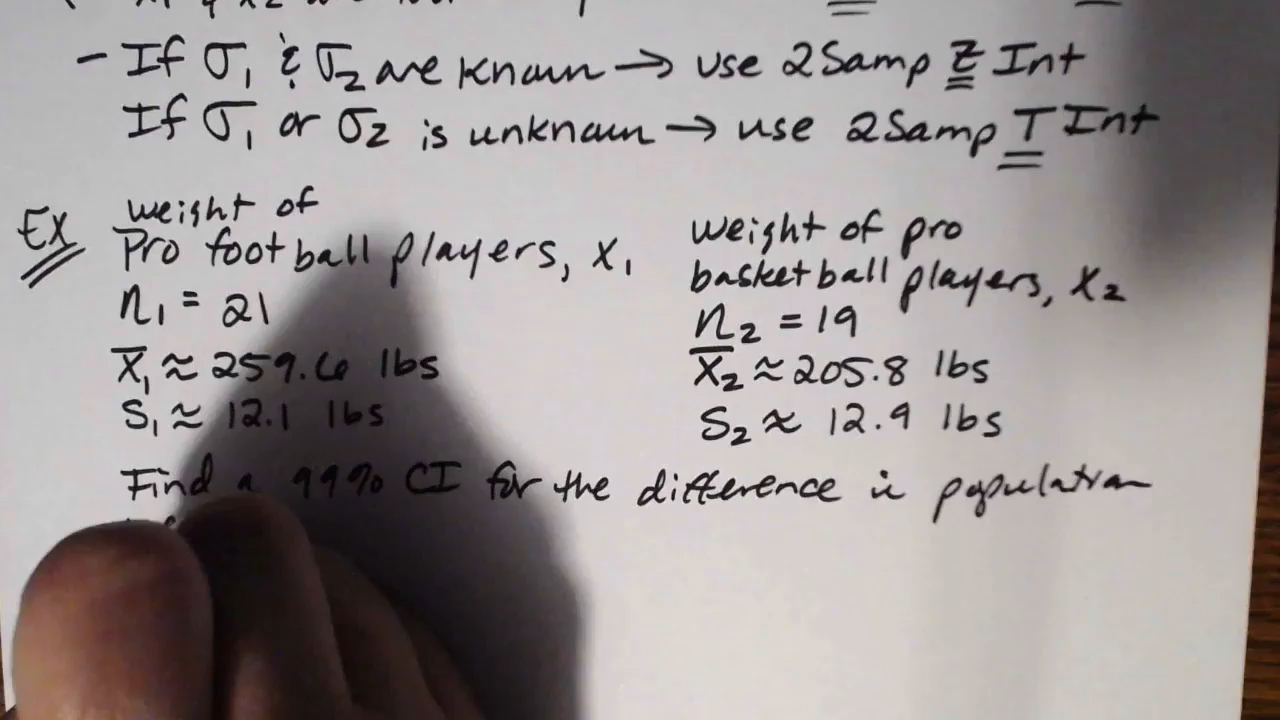 - If σ₁ & σ₂ are known → use 2Samp Z Int
If σ₁ or σ₂ is unknown → use 2Samp T Int
Ex
weight of
Pro football players, x₁
n₁ = 21
x̄₁ ≈ 259.6 lbs
S₁ ≈ 12.1 lbs
weight of pro
basketball players, x₂
n₂ = 19
x̄₂ ≈ 205.8 lbs
S₂ ≈ 12.9 lbs
Find a 99% CI for the difference in population